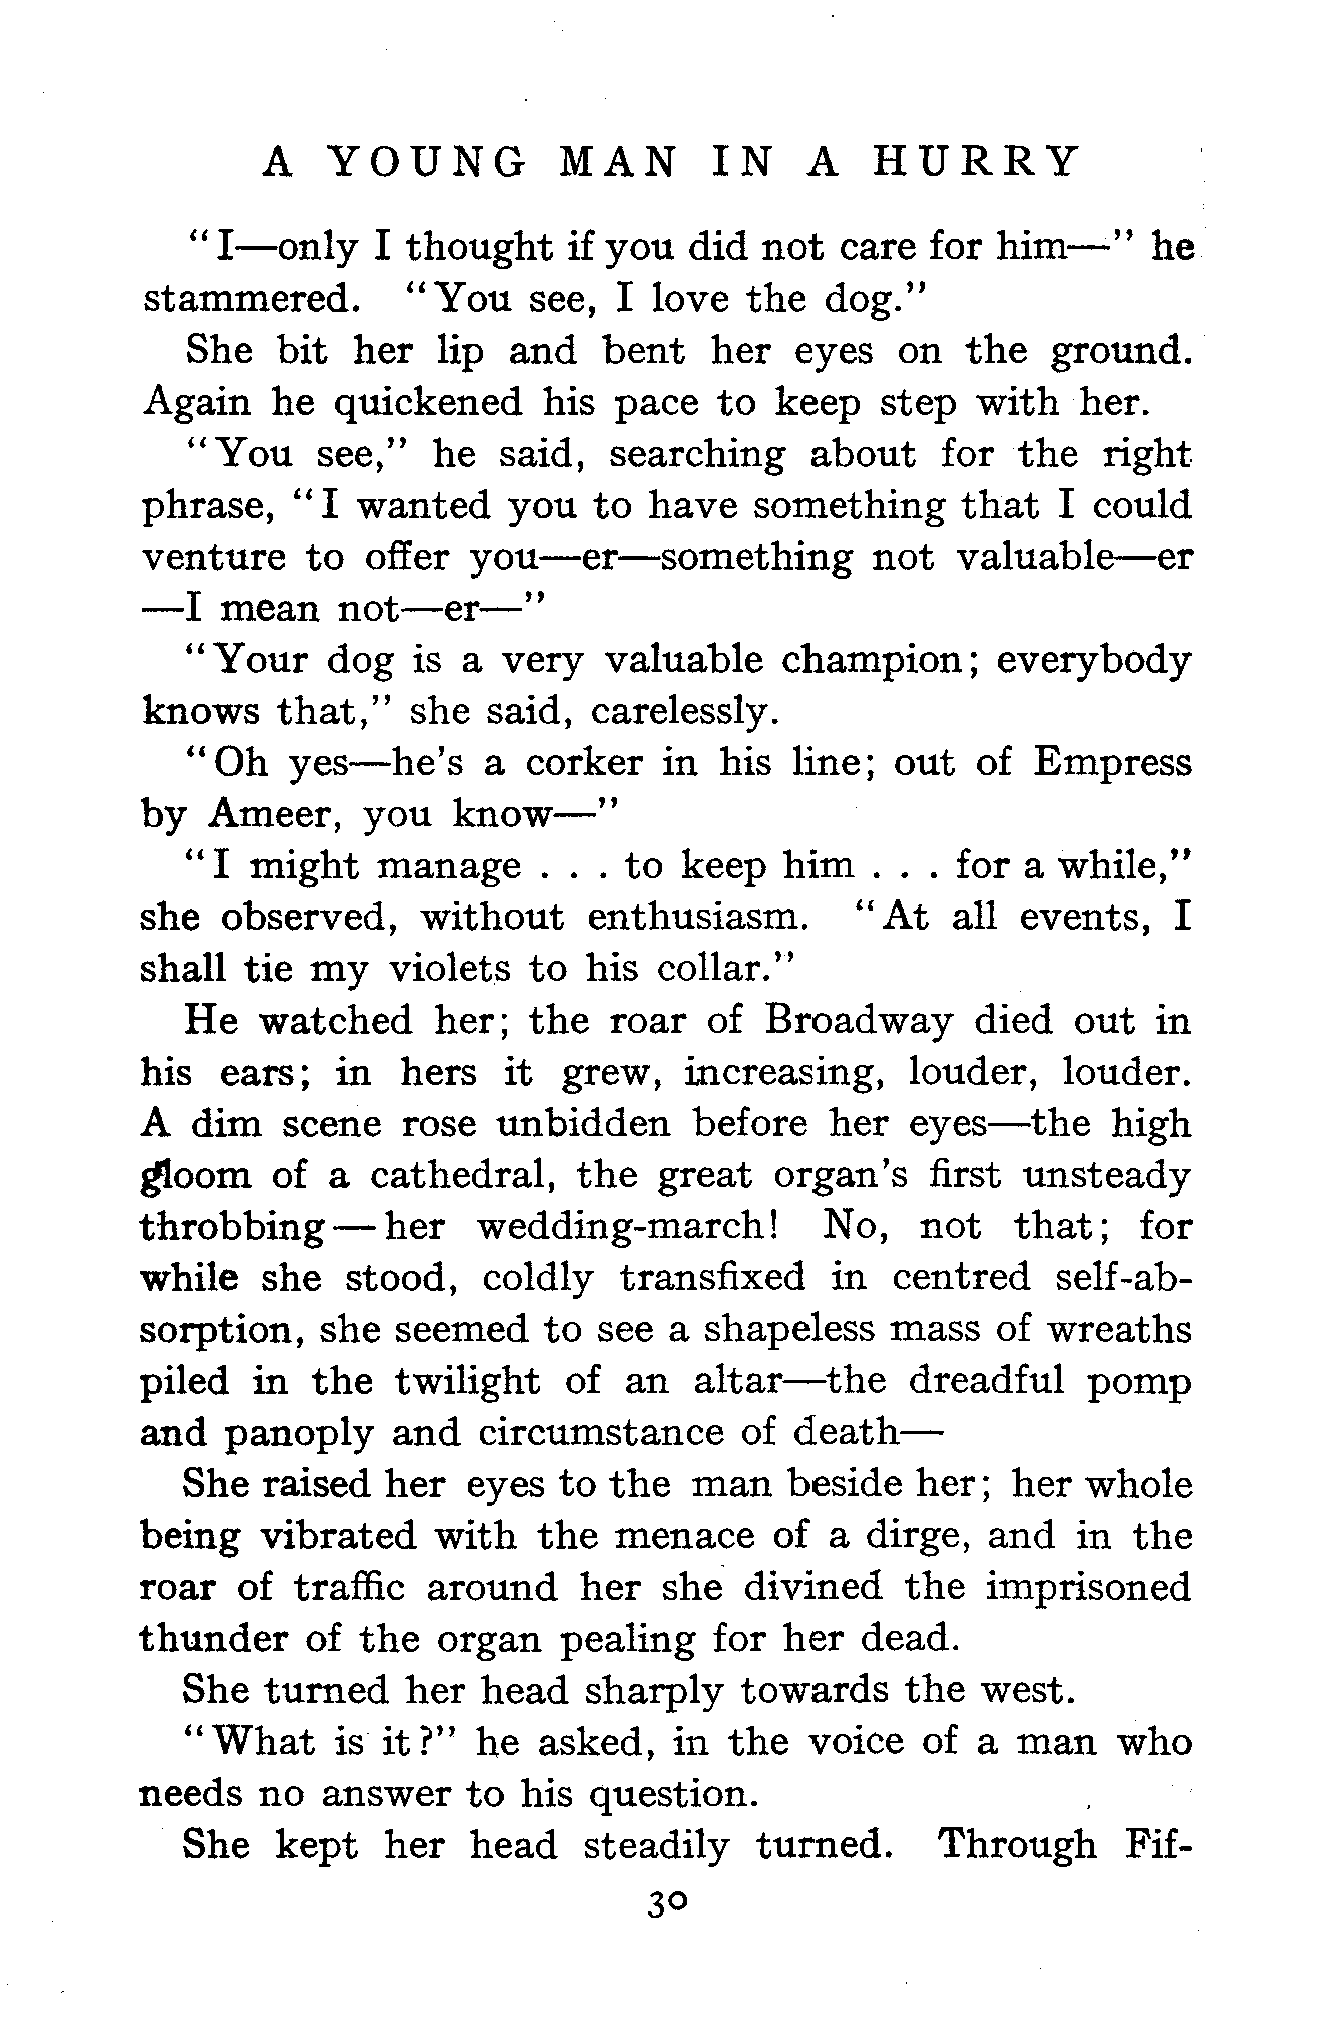 A YOUNG MAN IN A HURRY
"I—only I thought if you did not care for him—" he
stammered. "You see, I love the dog."
She bit her lip and bent her eyes on the ground.
Again he quickened his pace to keep step with her.
"You see," he said, searching about for the right
phrase, "I wanted you to have something that I could
venture to offer you—er—something not valuable—er
—I mean not—er—"
"Your dog is a very valuable champion; everybody
knows that," she said, carelessly.
"Oh yes—he's a corker in his line; out of Empress
by Ameer, you know—"
"I might manage . . . to keep him . . . for a while,"
she observed, without enthusiasm. "At all events, I
shall tie my violets to his collar."
He watched her; the roar of Broadway died out in
his ears; in hers it grew, increasing, louder, louder.
A dim scene rose unbidden before her eyes—the high
gloom of a cathedral, the great organ's first unsteady
throbbing—her wedding-march! No, not that; for
while she stood, coldly transfixed in centred self-ab-
sorption, she seemed to see a shapeless mass of wreaths
piled in the twilight of an altar—the dreadful pomp
and panoply and circumstance of death—
She raised her eyes to the man beside her; her whole
being vibrated with the menace of a dirge, and in the
roar of traffic around her she divined the imprisoned
thunder of the organ pealing for her dead.
She turned her head sharply towards the west.
"What is it?" he asked, in the voice of a man who
needs no answer to his question.
She kept her head steadily turned. Through Fif-
30